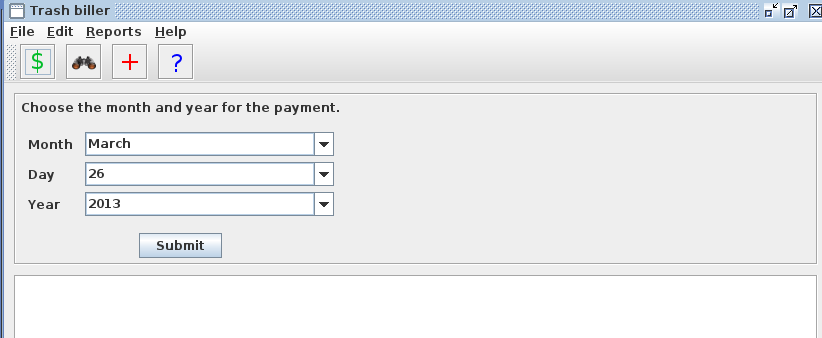 Trash biller
File Edit Reports Help
$ + ?
Choose the month and year for the payment.
Month March
Day 26
Year 2013
Submit